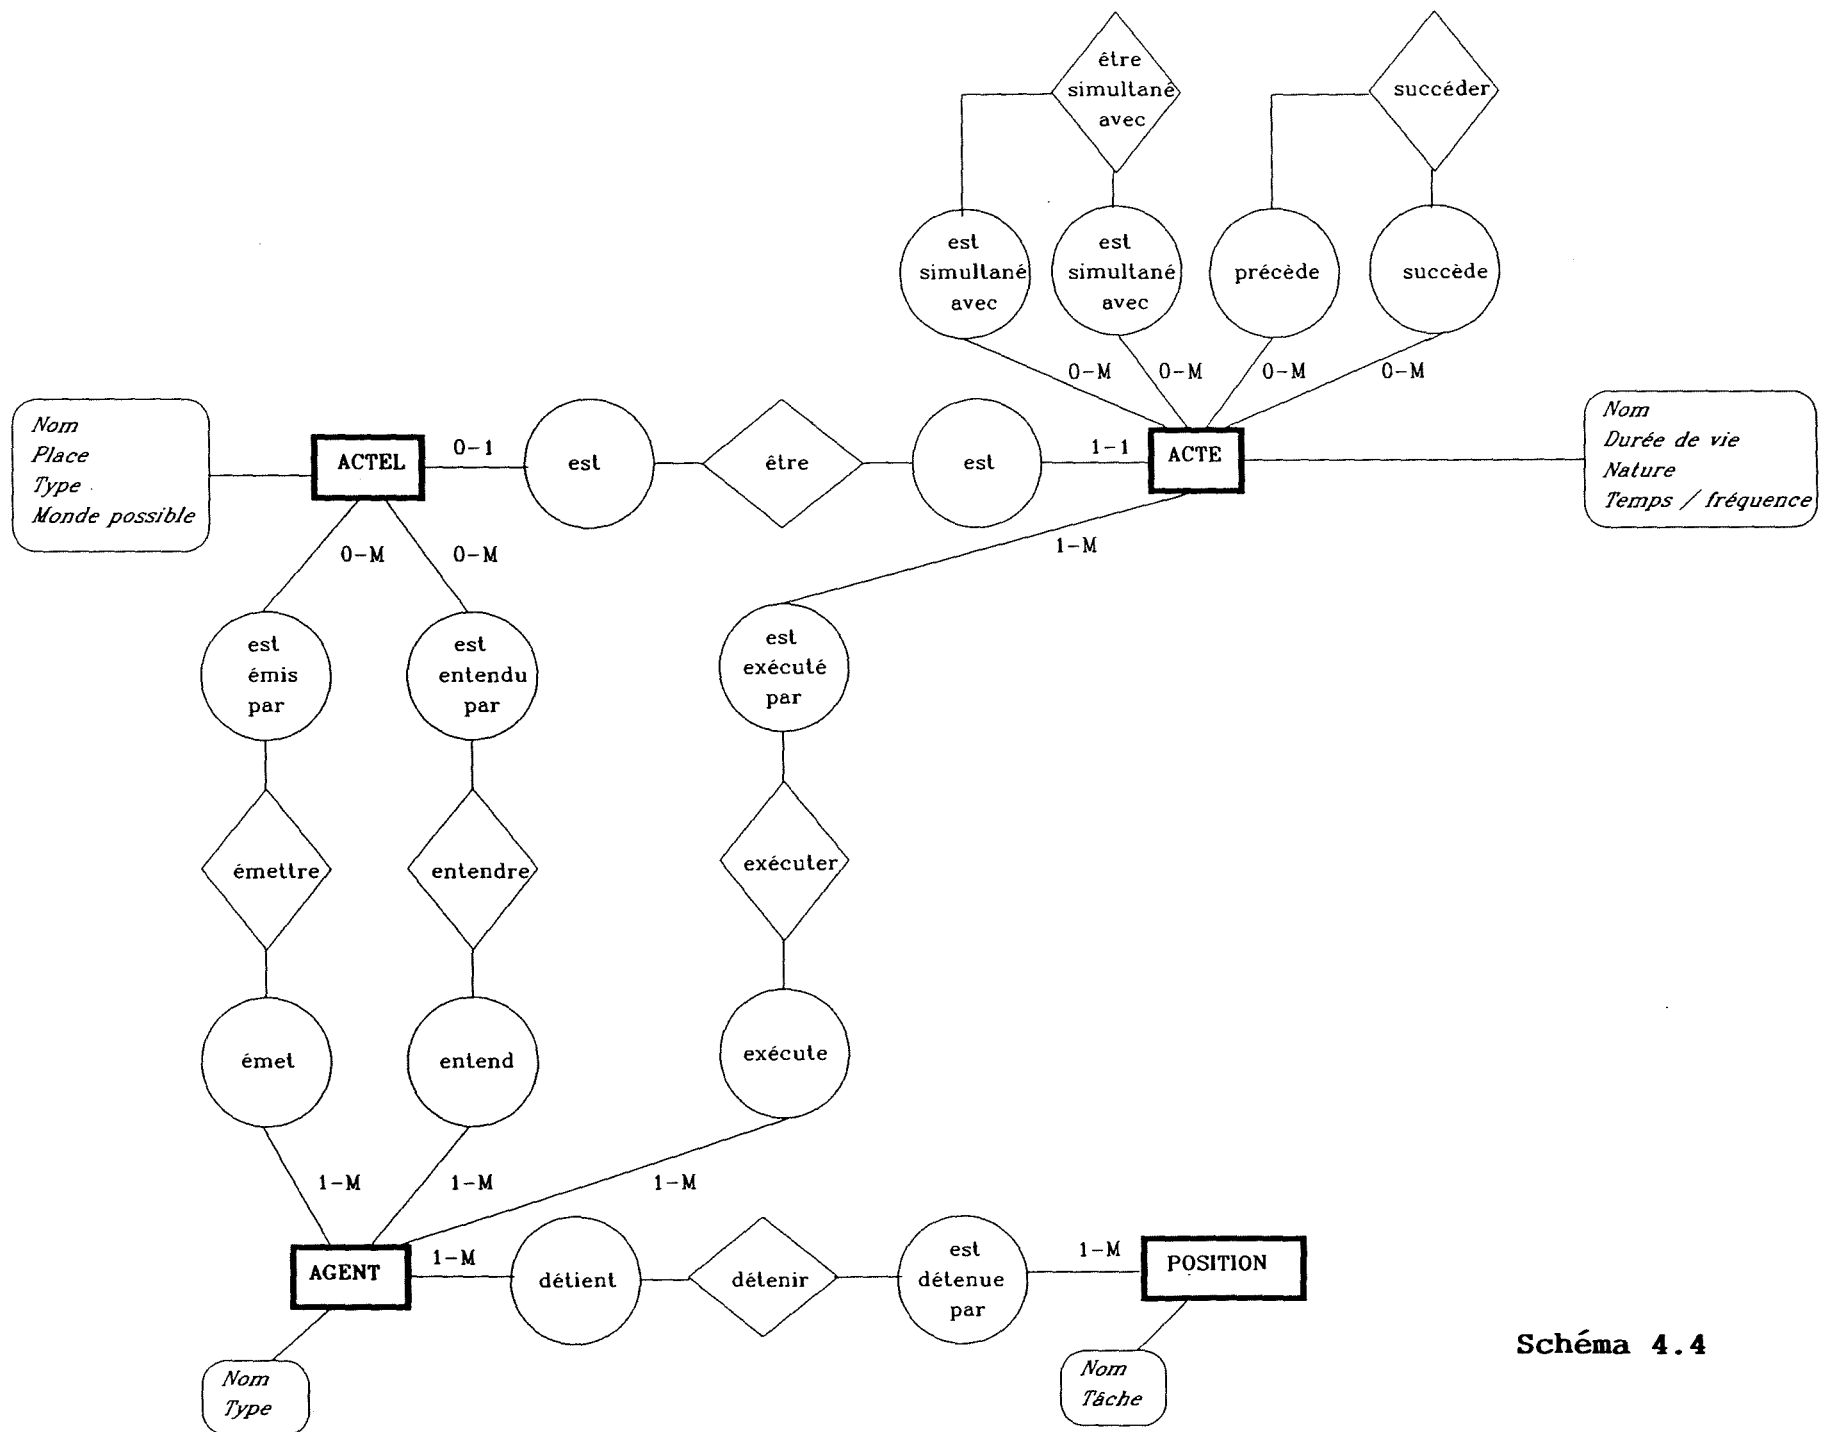 être
simultané
avec
succéder
est
simultané
avec
est
simultané
avec
précède
succède
0-M
0-M
0-M
0-M
Nom
Place
Type
Monde possible
ACTEL
0-1
est
être
est
1-1
ACTE
Nom
Durée de vie
Nature
Temps / fréquence
0-M
0-M
1-M
est
émis
par
est
entendu
par
est
exécuté
par
émettre
entendre
exécuter
émet
entend
exécute
1-M
1-M
1-M
AGENT
1-M
détient
détenir
est
détenue
par
1-M
POSITION
Nom
Type
Nom
Tâche
Schéma 4.4